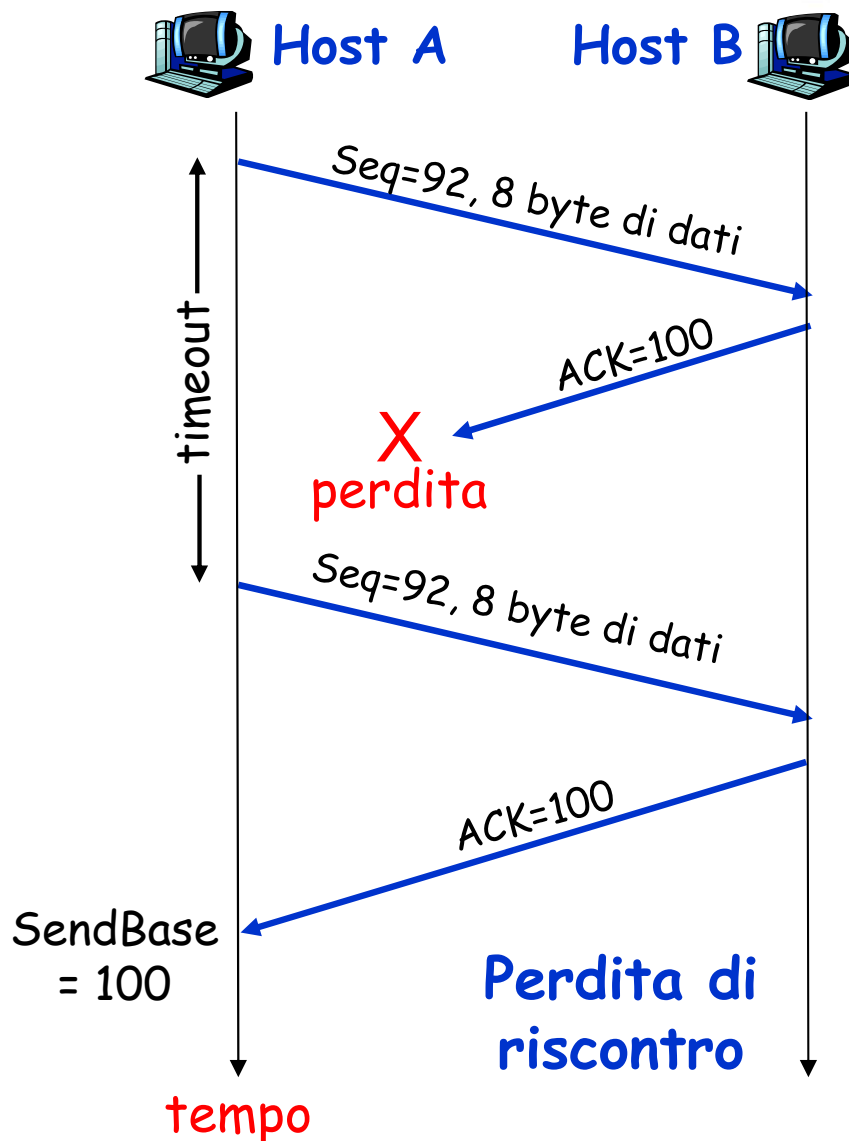 Host A
Host B
Seq=92, 8 byte di dati
timeout
ACK=100
X
perdita
Seq=92, 8 byte di dati
ACK=100
SendBase
= 100
Perdita di
riscontro
tempo